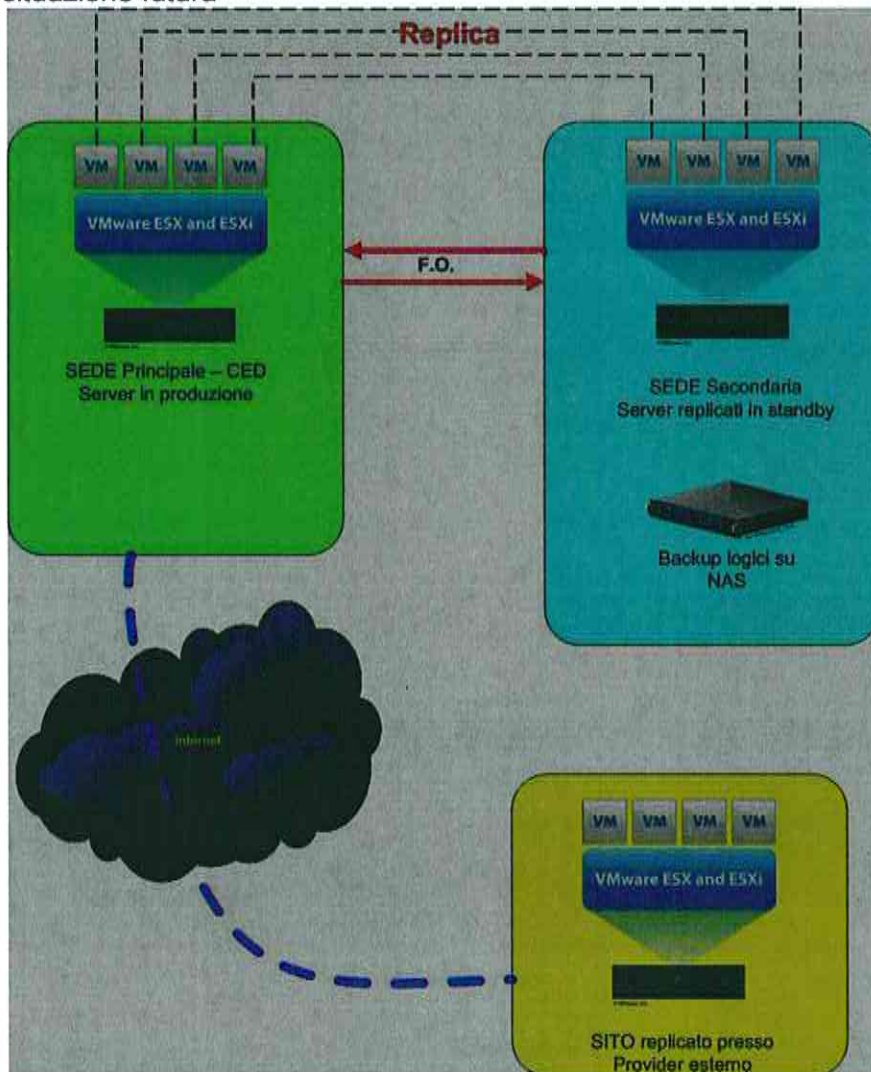 situazione futura
Replica
VM VM VM VM
VMware ESX and ESXi
SEDE Principale – CED
Server in produzione
F.O.
VM VM VM VM
VMware ESX and ESXi
SEDE Secondaria
Server replicati in standby
Backup logici su
NAS
Internet
VM VM VM VM
VMware ESX and ESXi
SITO replicato presso
Provider esterno